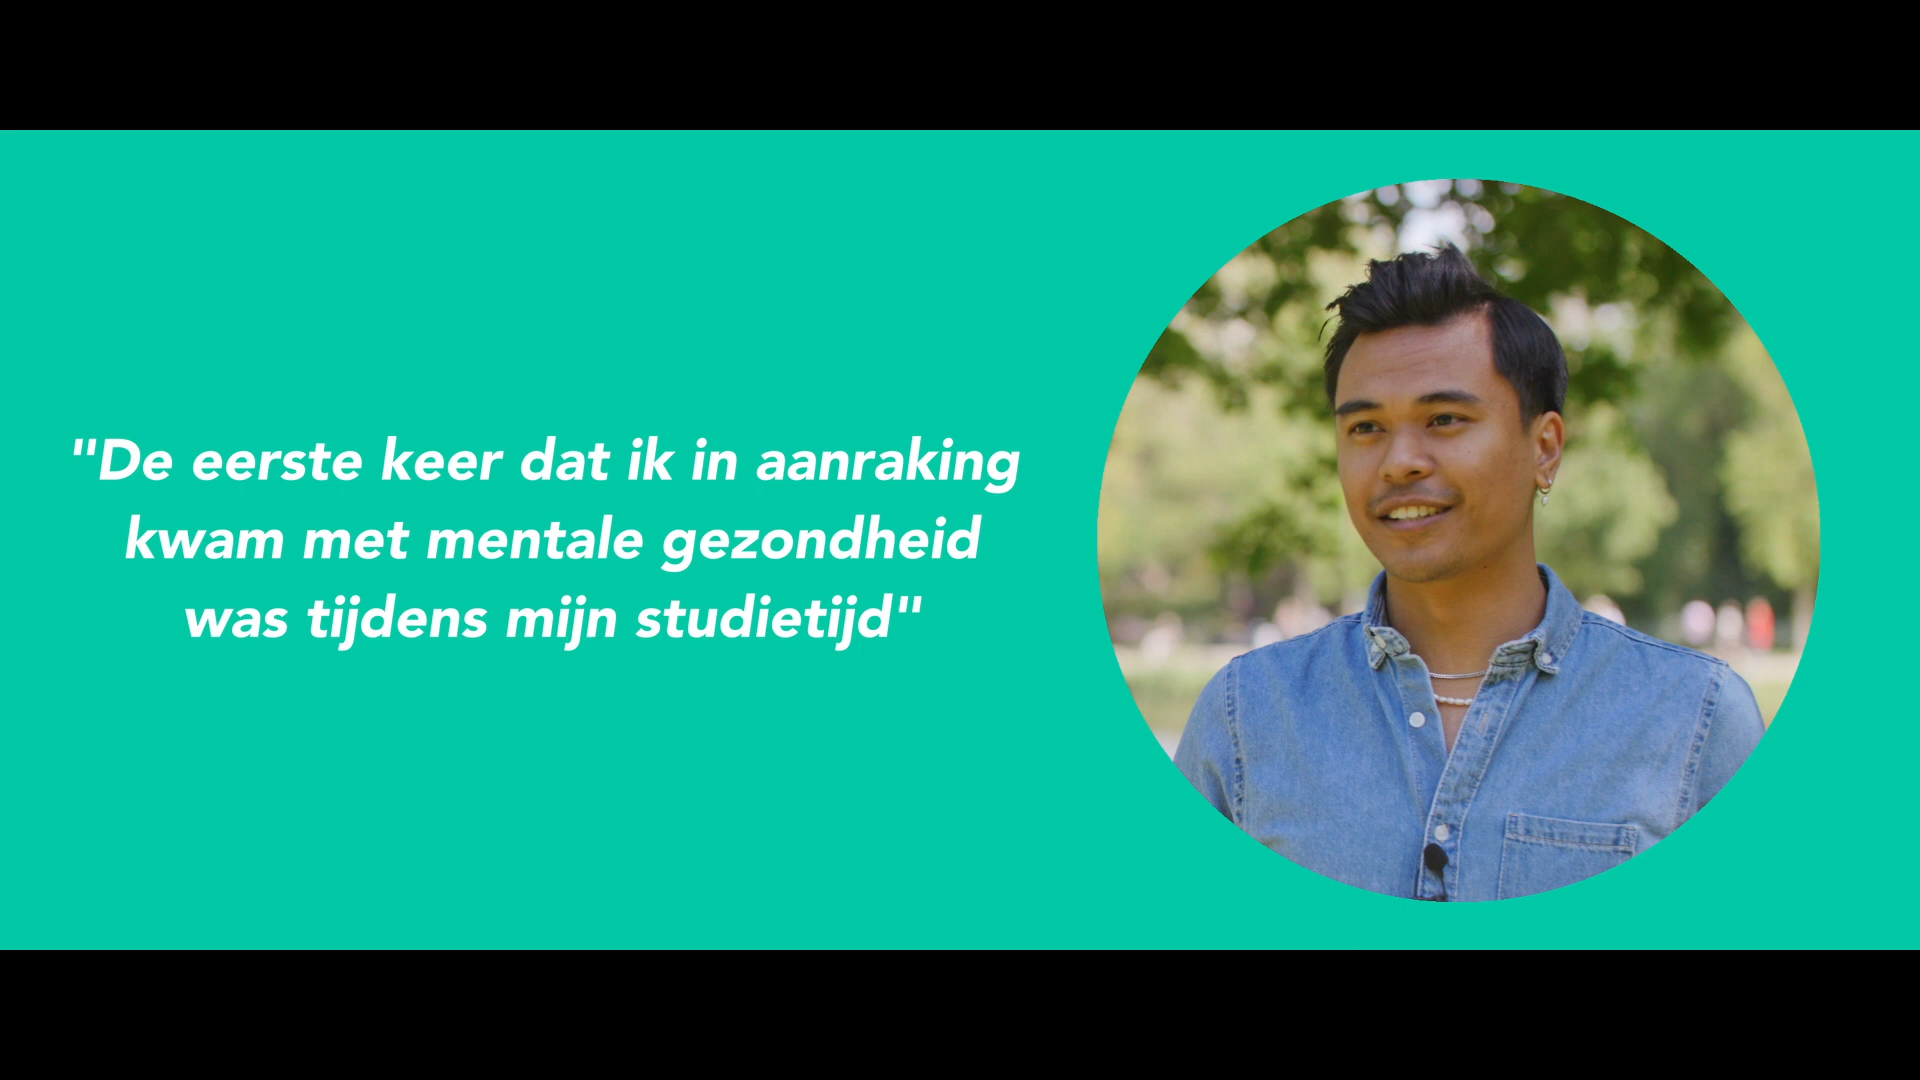 "De eerste keer dat ik in aanraking
kwam met mentale gezondheid
was tijdens mijn studietijd"